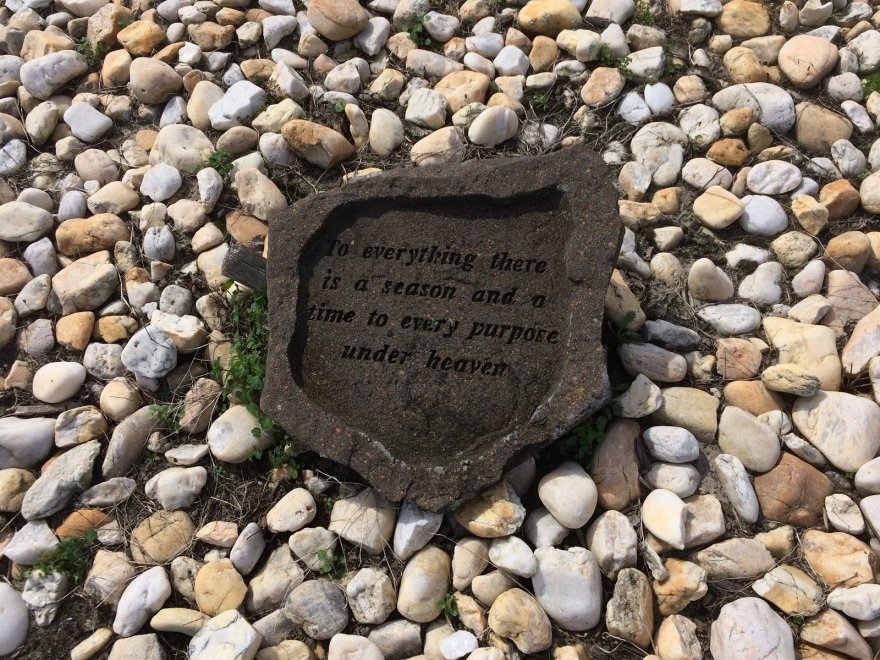 To everything there
is a season and a
time to every purpose
under heaven